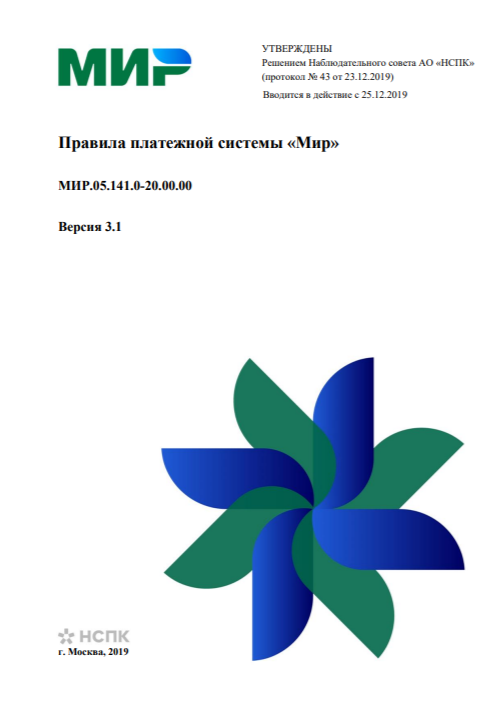 МИР
УТВЕРЖДЕНЫ
Решением Наблюдательного совета АО «НСПК»
(протокол № 43 от 23.12.2019)
Вводится в действие с 25.12.2019
Правила платежной системы «Мир»
МИР.05.141.0-20.00.00
Версия 3.1
НСПК
г. Москва, 2019